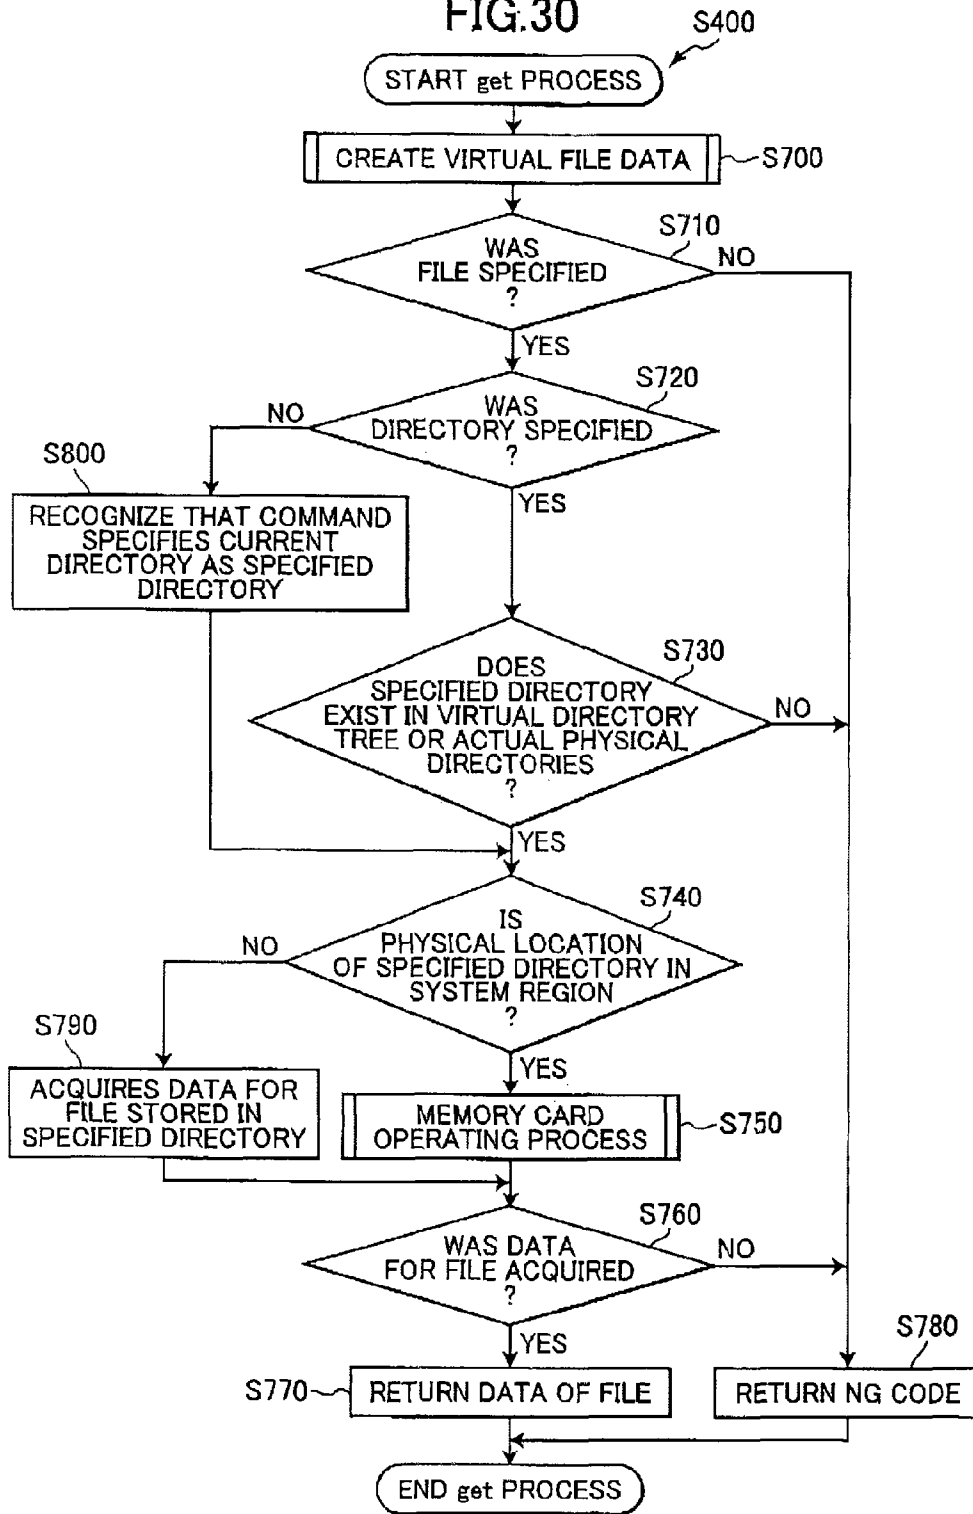 FIG.30
S400
START get PROCESS
CREATE VIRTUAL FILE DATA
S700
S710
WAS
FILE SPECIFIED
?
NO
YES
S720
WAS
DIRECTORY SPECIFIED
?
NO
YES
S800
RECOGNIZE THAT COMMAND
SPECIFIES CURRENT
DIRECTORY AS SPECIFIED
DIRECTORY
S730
DOES
SPECIFIED DIRECTORY
EXIST IN VIRTUAL DIRECTORY
TREE OR ACTUAL PHYSICAL
DIRECTORIES
?
NO
YES
S740
IS
PHYSICAL LOCATION
OF SPECIFIED DIRECTORY IN
SYSTEM REGION
?
NO
YES
S790
ACQUIRES DATA FOR
FILE STORED IN
SPECIFIED DIRECTORY
MEMORY CARD
OPERATING PROCESS
S750
S760
WAS DATA
FOR FILE ACQUIRED
?
NO
YES
S780
S770
RETURN DATA OF FILE
RETURN NG CODE
END get PROCESS